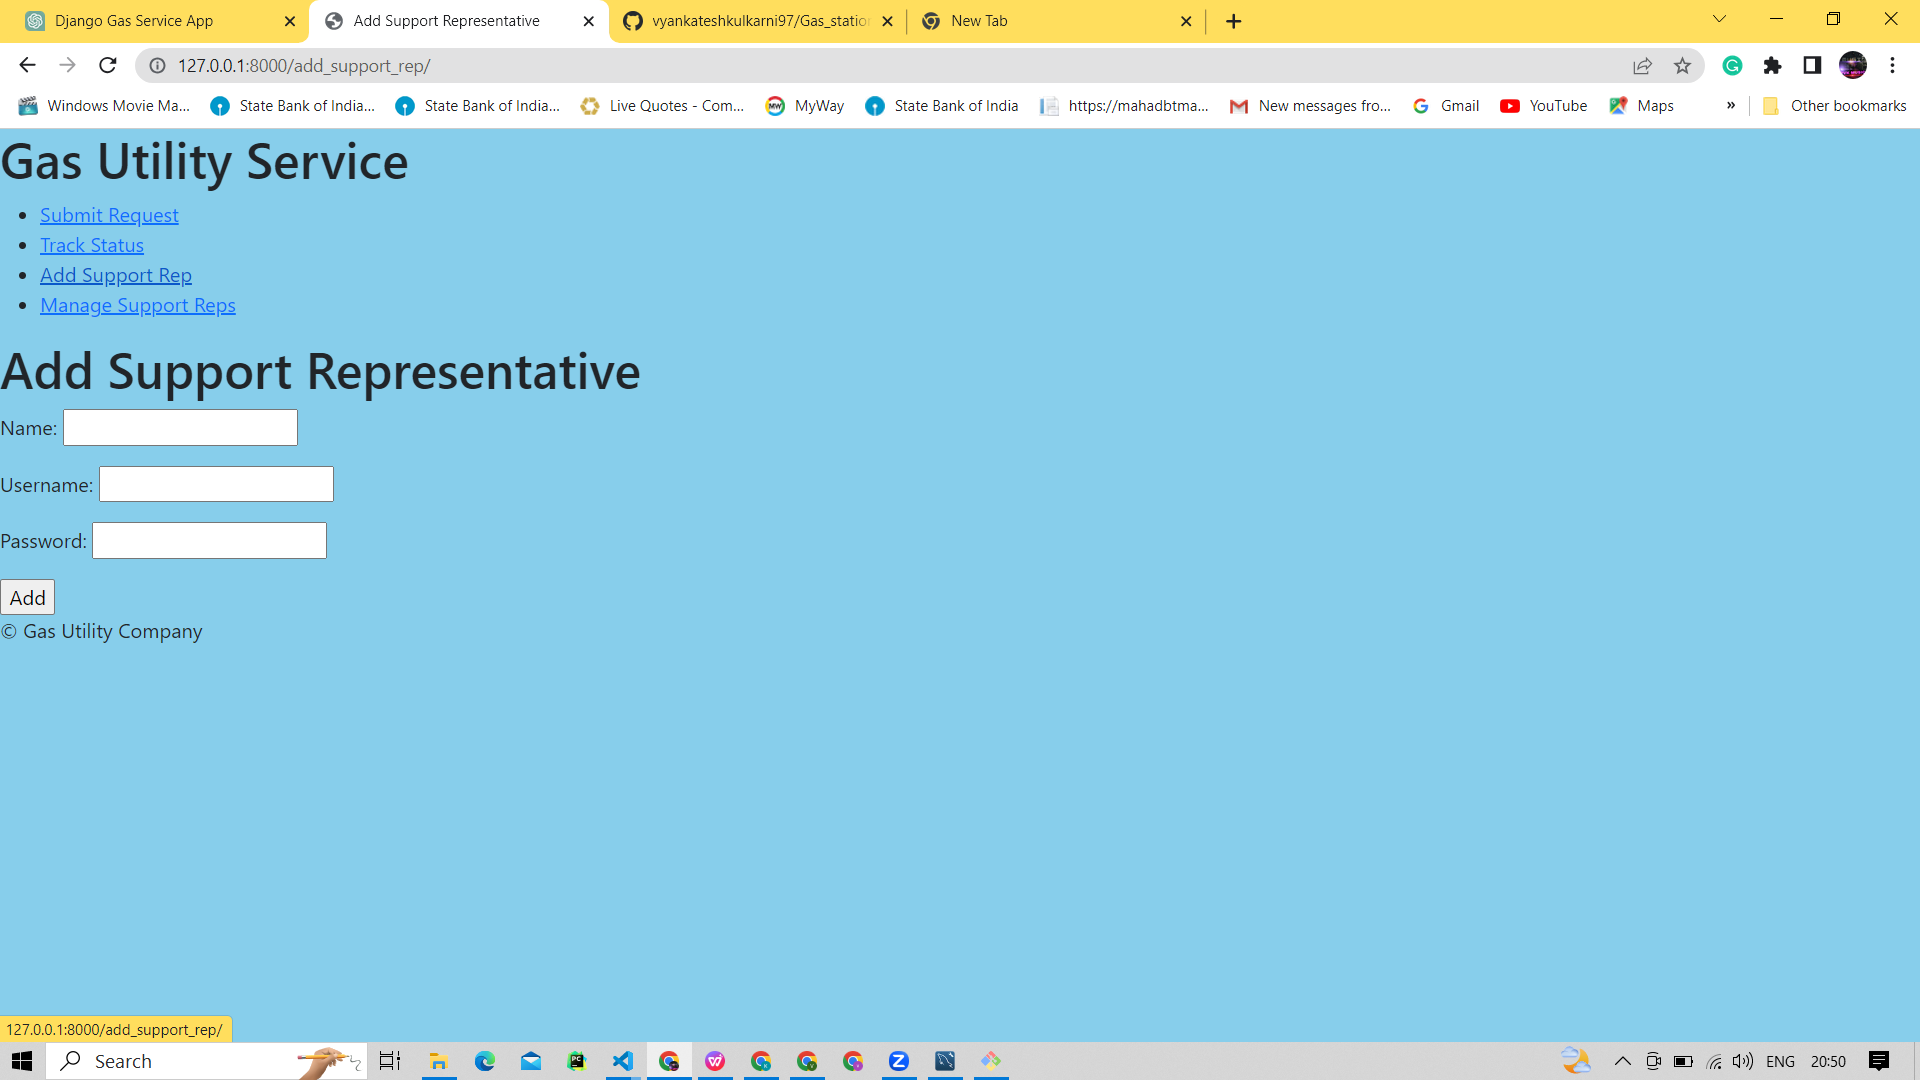 Django Gas Service App
Add Support Representative
vyankateshkulkarni97/Gas_station
New Tab
127.0.0.1:8000/add_support_rep/
Windows Movie Ma...
State Bank of India...
State Bank of India...
Live Quotes - Com...
MyWay
State Bank of India
https://mahadbtma...
New messages fro...
Gmail
YouTube
Maps
»
Other bookmarks
Gas Utility Service
Submit Request
Track Status
Add Support Rep
Manage Support Reps
Add Support Representative
Name:
Username:
Password:
Add
© Gas Utility Company
127.0.0.1:8000/add_support_rep/
Search
ENG
20:50